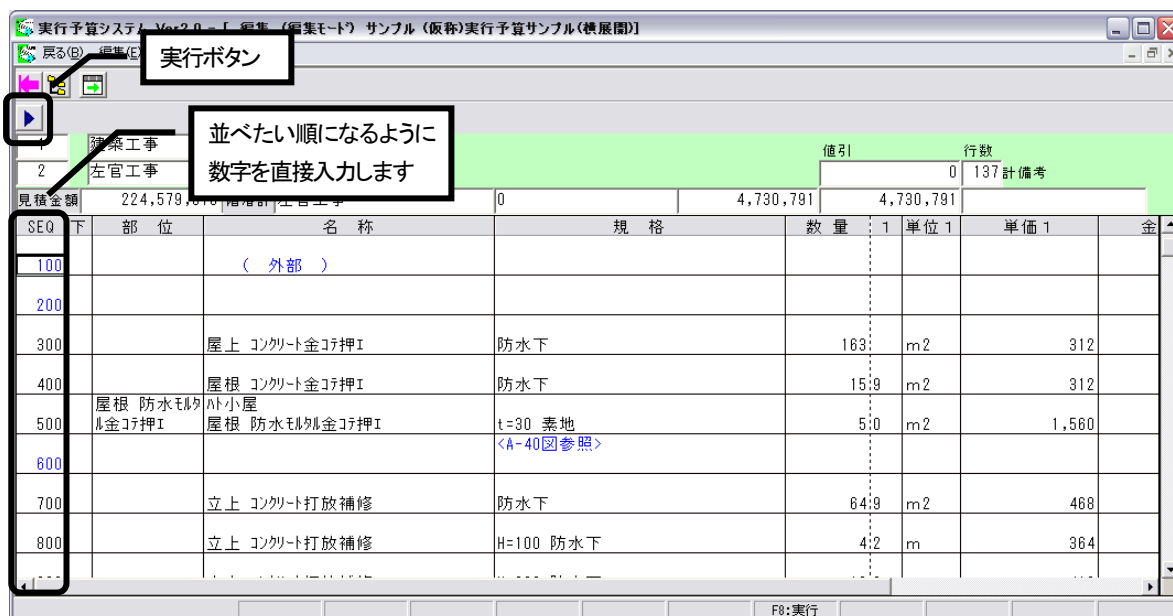 実行予算システム Ver2.0 - [ 編集 (編集ﾓｰﾄﾞ) サンプル (仮称)実行予算サンプル(横展開)]
戻る(B) 編集(E)
実行ボタン
並べたい順になるように
数字を直接入力します
1 建築工事
値引 行数
2 左官工事 0 137 計備考
見積金額 224,579, 0 4,730,791 4,730,791
SEQ 下 部 位 名 称 規 格 数 量 1 単位1 単価1 金
100 ( 外部 )
200
300 屋上 ｺﾝｸﾘｰﾄ金ｺﾃ押ｴ 防水下 163 m2 312
400 屋根 ｺﾝｸﾘｰﾄ金ｺﾃ押ｴ 防水下 15 9 m2 312
屋根 防水ﾓﾙﾀ ﾊﾄ小屋
500 ﾙ金ｺﾃ押ｴ 屋根 防水ﾓﾙﾀﾙ金ｺﾃ押ｴ t=30 素地 5 0 m2 1,560
<A-40図参照>
600
700 立上 ｺﾝｸﾘｰﾄ打放補修 防水下 64 9 m2 468
800 立上 ｺﾝｸﾘｰﾄ打放補修 H=100 防水下 4 2 m 364
F8:実行